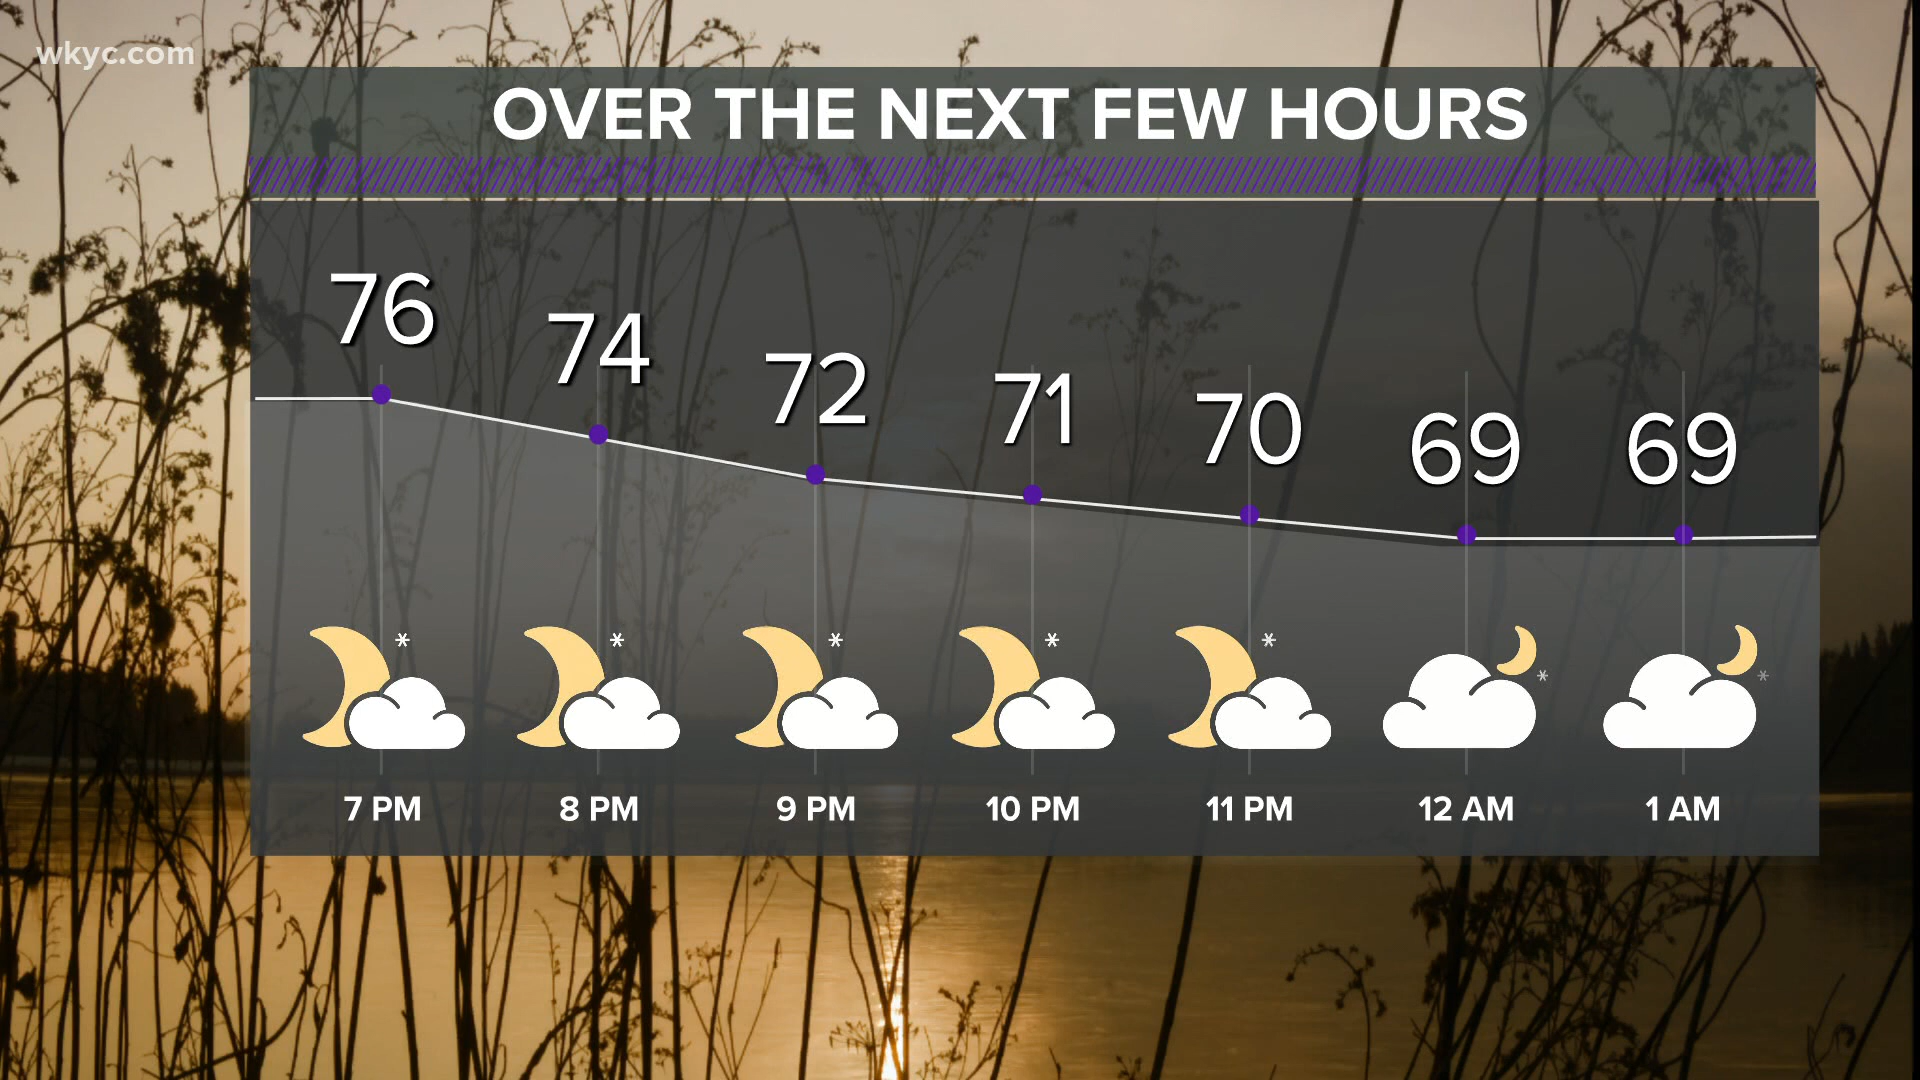 wkyc.com
OVER THE NEXT FEW HOURS
76 74 72 71 70 69 69
7 PM 8 PM 9 PM 10 PM 11 PM 12 AM 1 AM